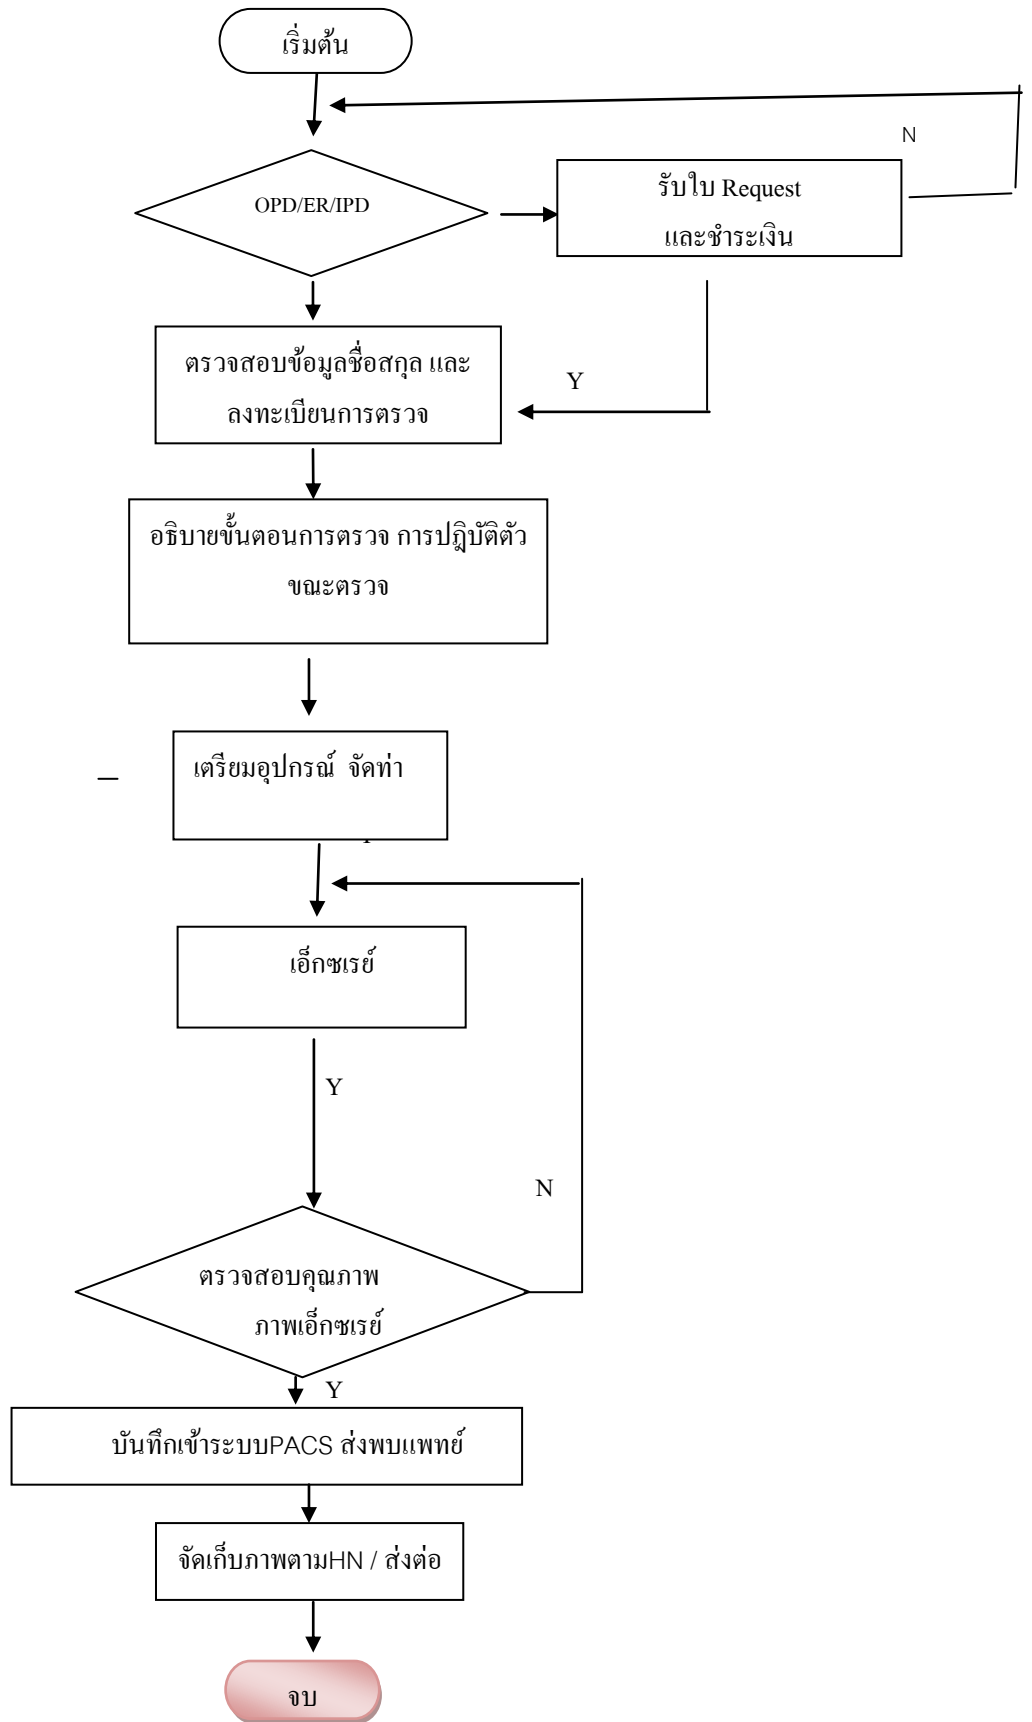 เริ่มต้น
N
OPD/ER/IPD
รับใบ Request
และชำระเงิน
ตรวจสอบข้อมูลชื่อสกุล และ
ลงทะเบียนการตรวจ
Y
อธิบายขั้นตอนการตรวจ การปฎิบัติตัว
ขณะตรวจ
เตรียมอุปกรณ์ จัดท่า
เอ็กซเรย์
Y
N
ตรวจสอบคุณภาพ
ภาพเอ็กซเรย์
Y
บันทึกเข้าระบบPACS ส่งพบแพทย์
จัดเก็บภาพตามHN / ส่งต่อ
จบ